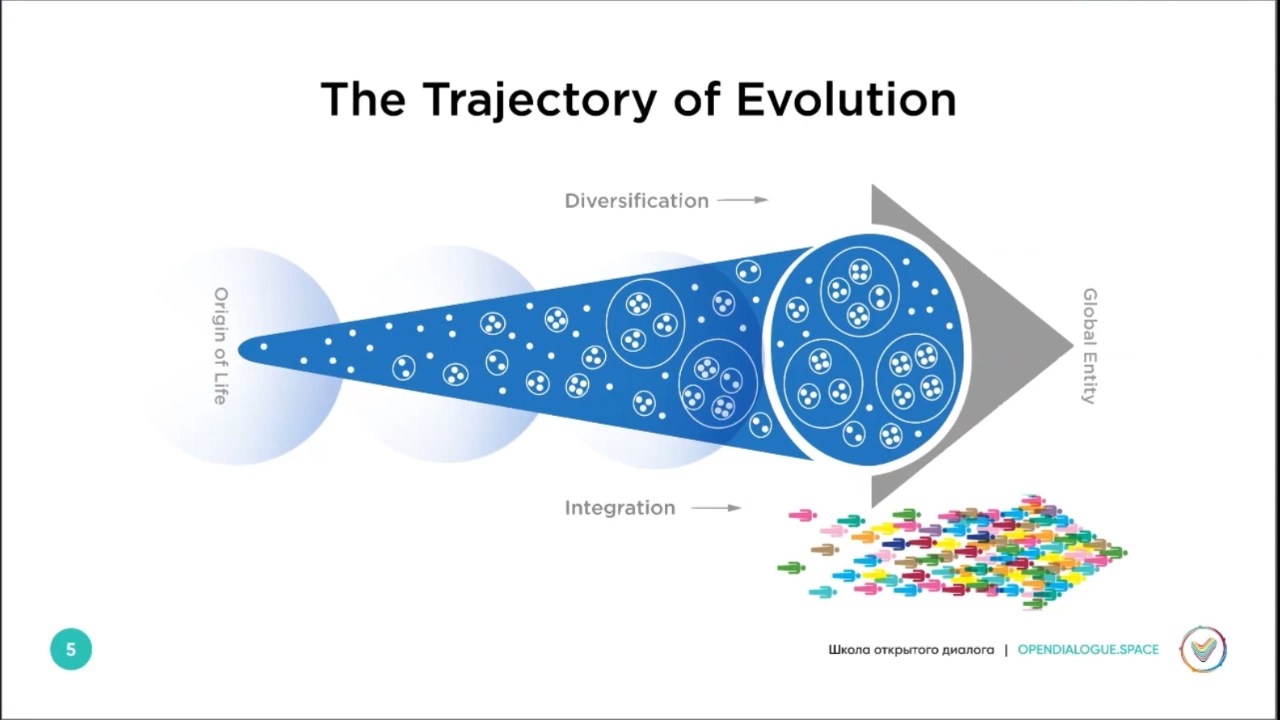 The Trajectory of Evolution
Diversification
Origin of Life
Global Entity
Integration
5
Школа открытого диалога | OPENDIALOGUE.SPACE